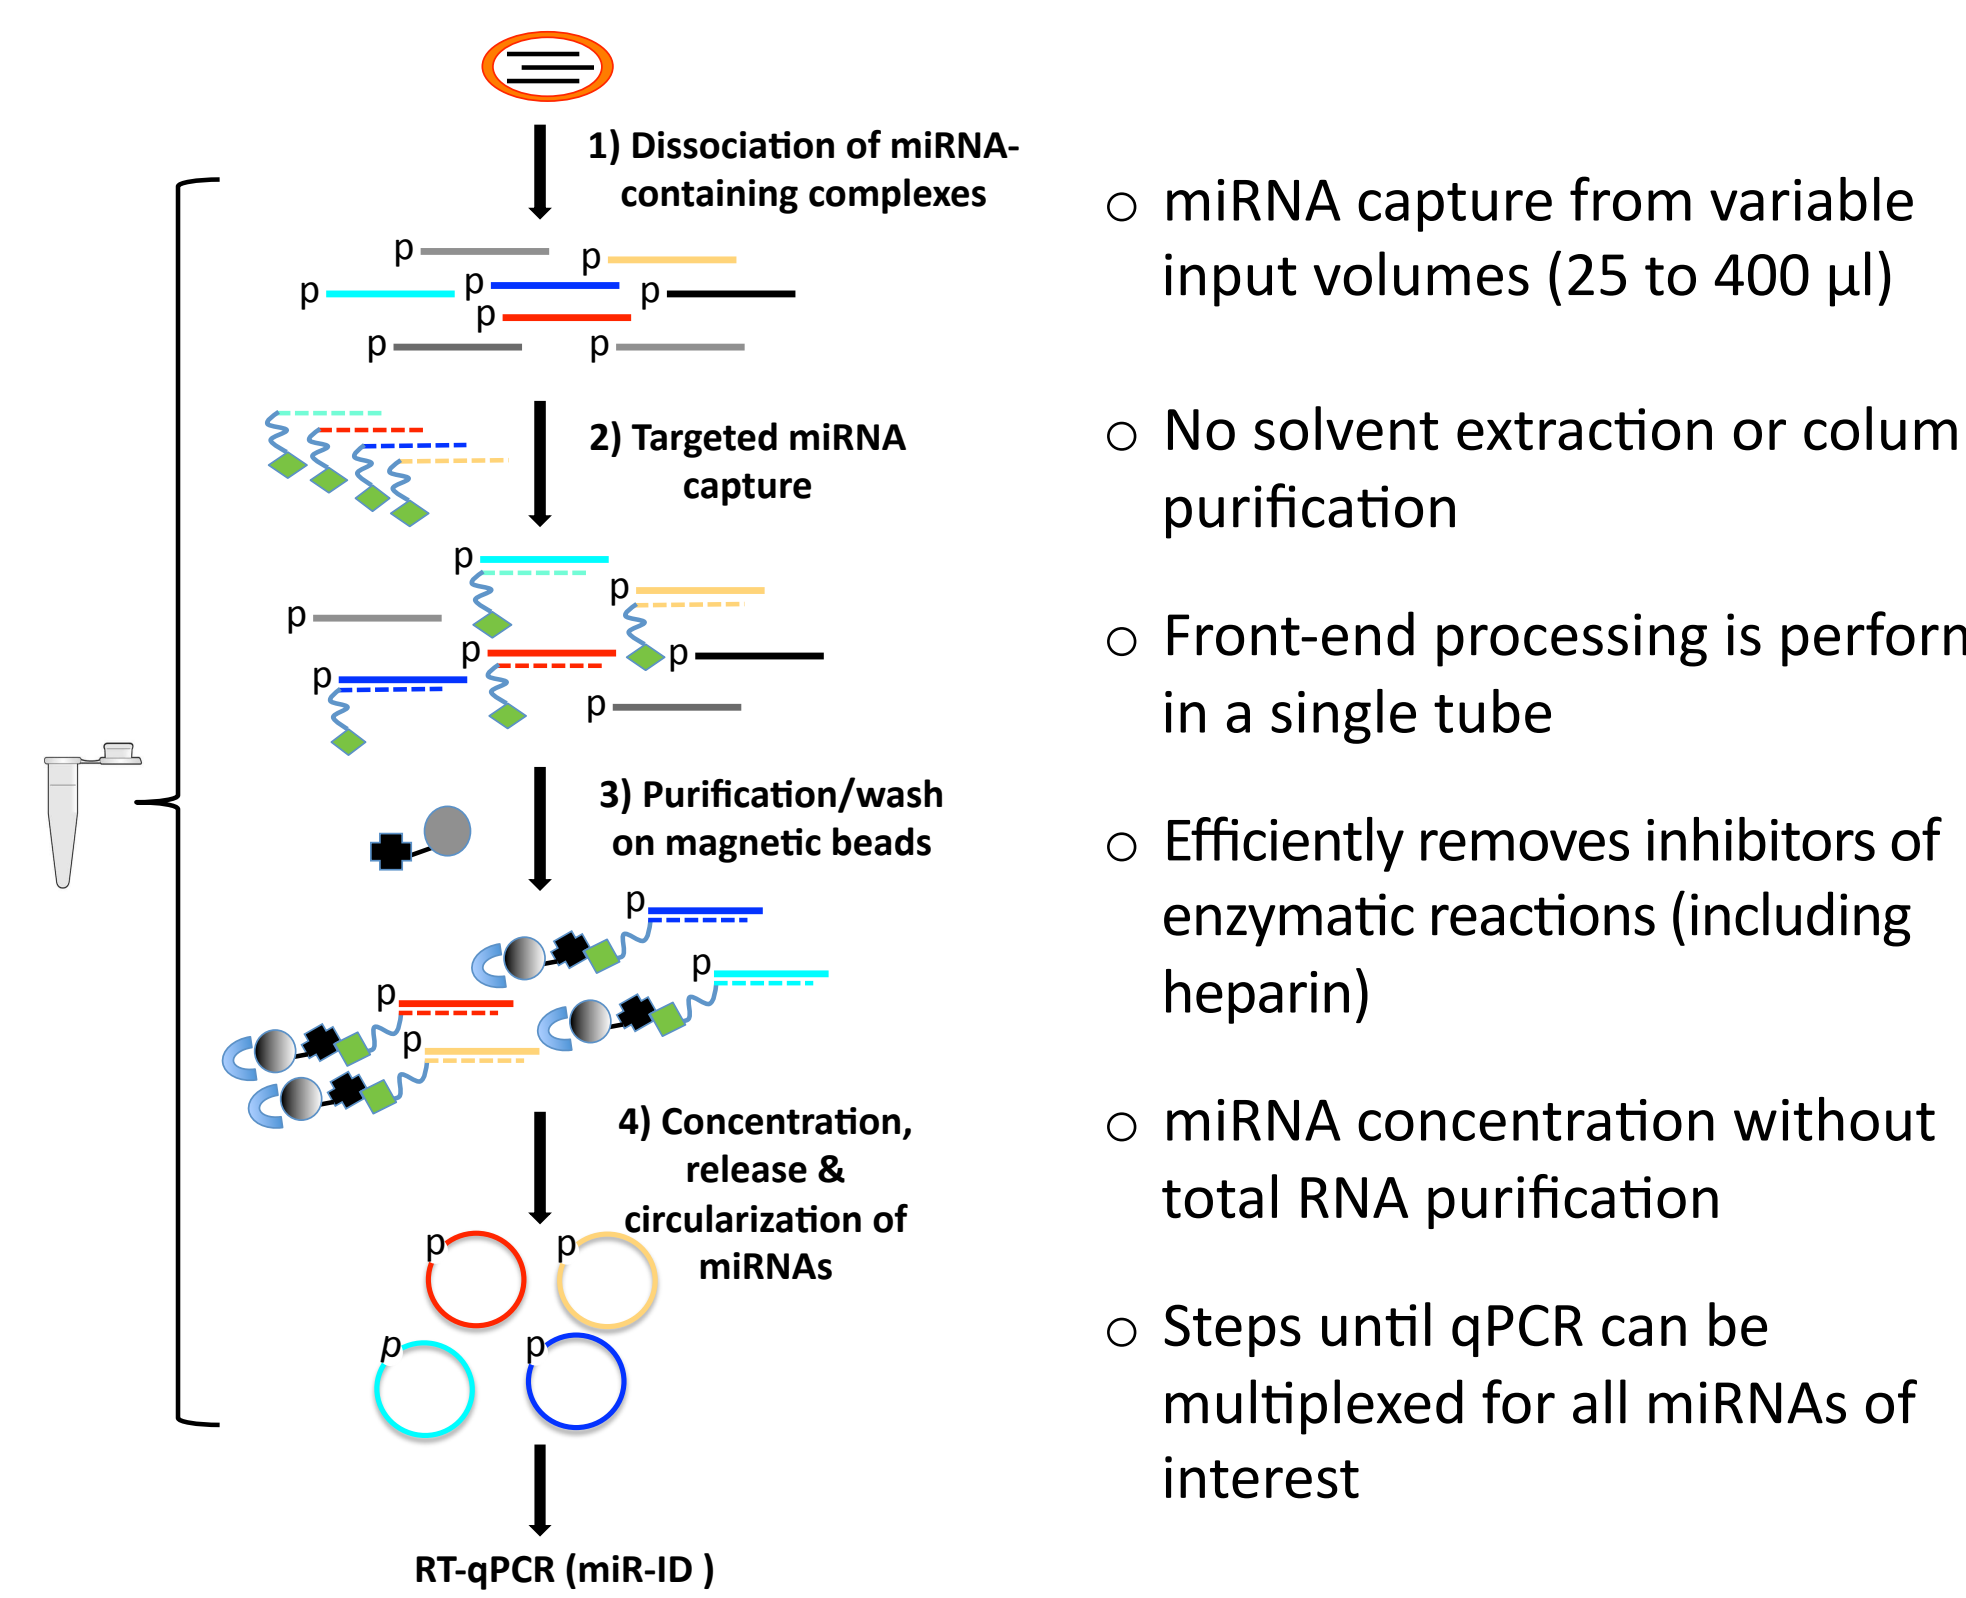 1) Dissociation of miRNA-
containing complexes
p
p
p
p
p
p
p
p
2) Targeted miRNA
capture
p
p
p
p
p
p
p
3) Purification/wash
on magnetic beads
p
p
p
p
4) Concentration,
release &
circularization of
miRNAs
p
p
p
p
RT-qPCR (miR-ID )
○ miRNA capture from variable
input volumes (25 to 400 µl)
○ No solvent extraction or colum
purification
○ Front-end processing is perform
in a single tube
○ Efficiently removes inhibitors of
enzymatic reactions (including
heparin)
○ miRNA concentration without
total RNA purification
○ Steps until qPCR can be
multiplexed for all miRNAs of
interest